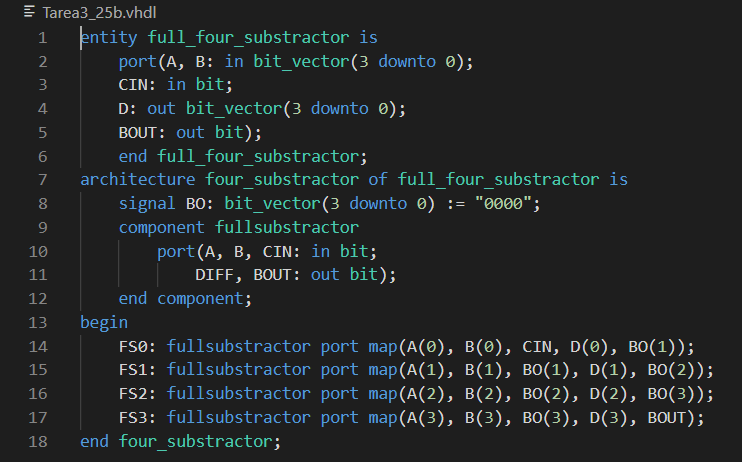 Tarea3_25b.vhdl
1 entity full_four_substractor is
2     port(A, B: in bit_vector(3 downto 0);
3     CIN: in bit;
4     D: out bit_vector(3 downto 0);
5     BOUT: out bit);
6     end full_four_substractor;
7 architecture four_substractor of full_four_substractor is
8     signal BO: bit_vector(3 downto 0) := "0000";
9     component fullsubstractor
10         port(A, B, CIN: in bit;
11             DIFF, BOUT: out bit);
12     end component;
13 begin
14     FS0: fullsubstractor port map(A(0), B(0), CIN, D(0), BO(1));
15     FS1: fullsubstractor port map(A(1), B(1), BO(1), D(1), BO(2));
16     FS2: fullsubstractor port map(A(2), B(2), BO(2), D(2), BO(3));
17     FS3: fullsubstractor port map(A(3), B(3), BO(3), D(3), BOUT);
18 end four_substractor;